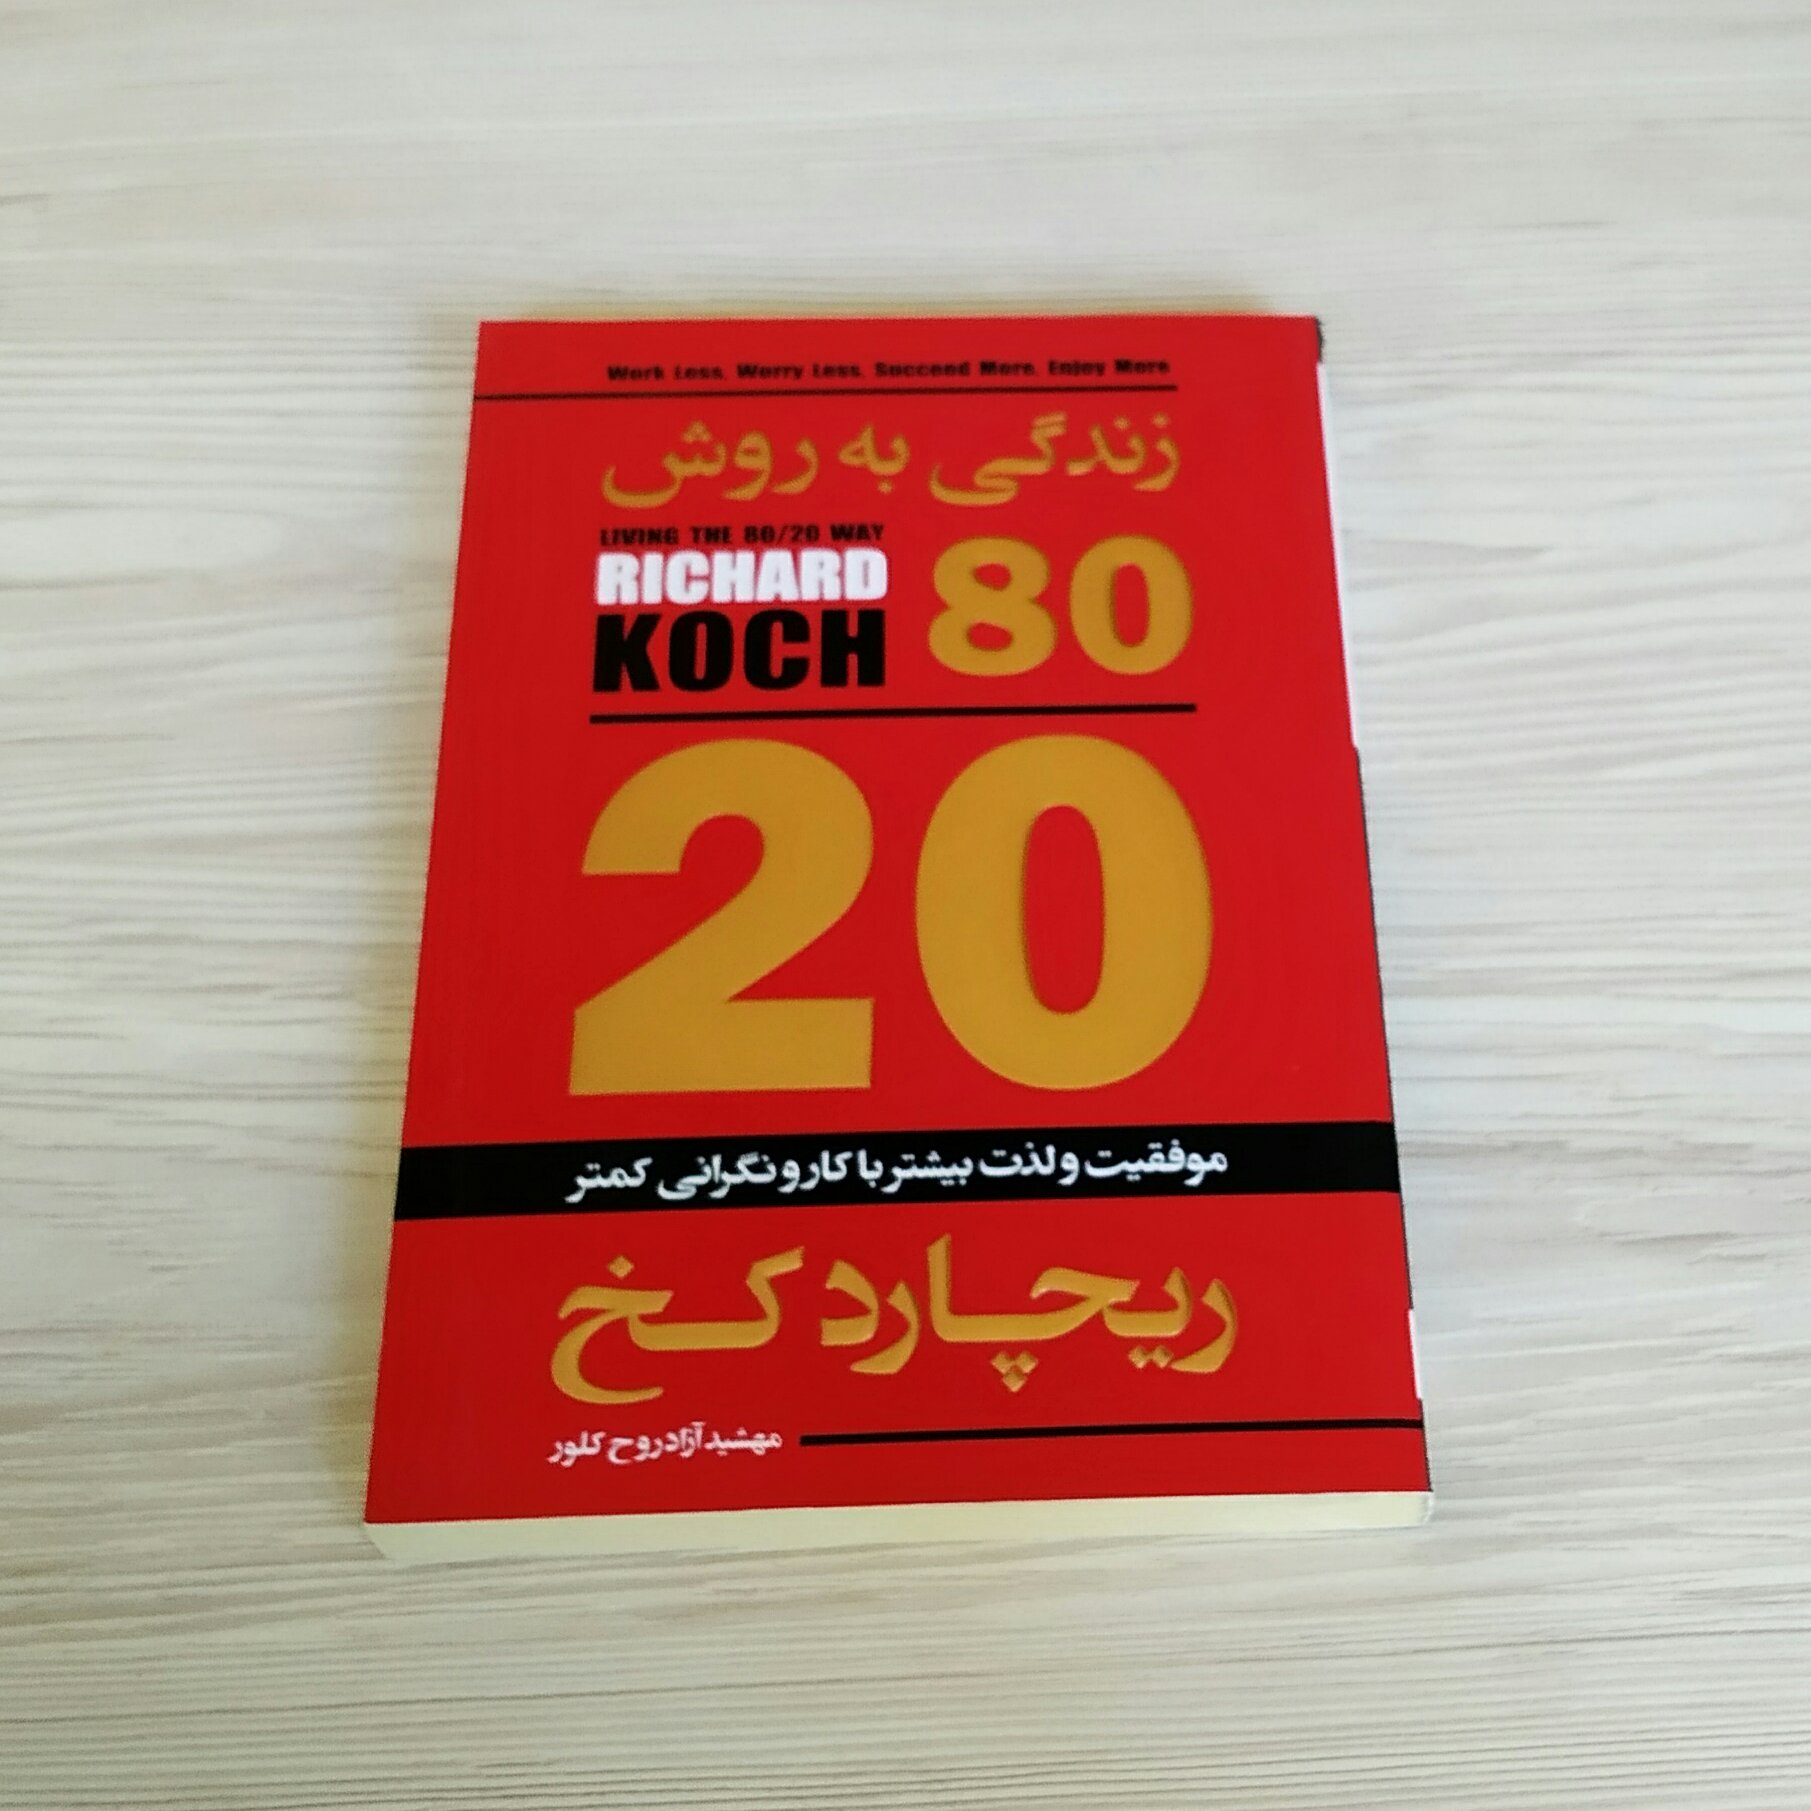 Work Less, Worry Less, Succeed More, Enjoy More
زندگی به روش
LIVING THE 80/20 WAY
RICHARD
KOCH
80
20
موفقیت و لذت بیشتر با کار و نگرانی کمتر
ریچارد کخ
مهشید آزادروح کلور